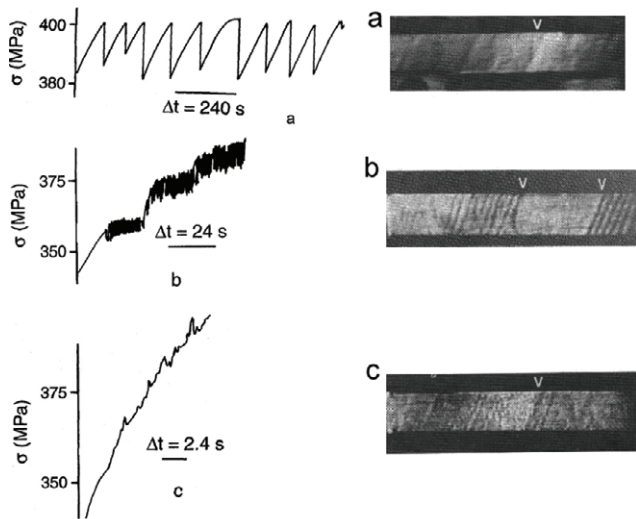 σ (MPa)
400
380
Δt = 240 s
a
a
v
σ (MPa)
375
350
Δt = 24 s
b
b
v v
σ (MPa)
375
350
Δt = 2.4 s
c
c
v